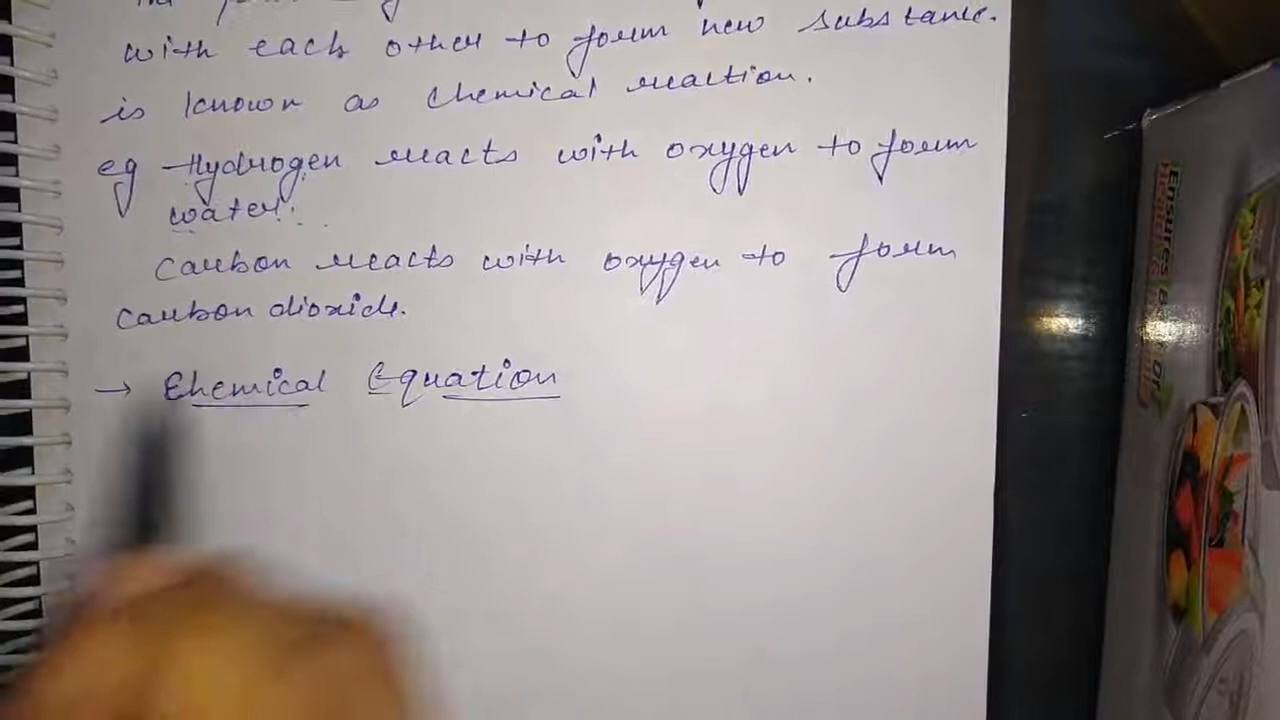 with each other to form new substance.
is known as chemical reaction.
eg Hydrogen reacts with oxygen to form
water.
Carbon reacts with oxygen to form
carbon dioxide.
→ Chemical Equation
Ensures B